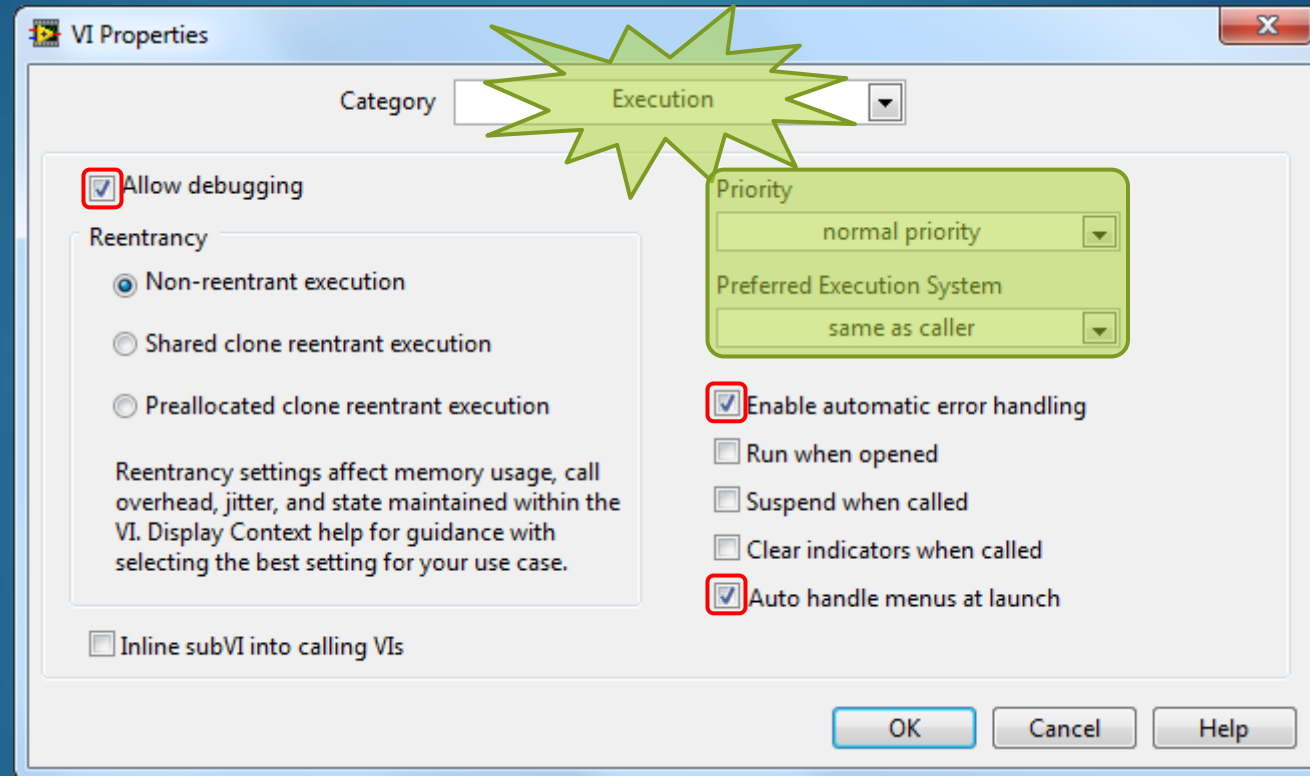 VI Properties
Category
Execution
Allow debugging
Reentrancy
Non-reentrant execution
Shared clone reentrant execution
Preallocated clone reentrant execution
Reentrancy settings affect memory usage, call
overhead, jitter, and state maintained within the
VI. Display Context help for guidance with
selecting the best setting for your use case.
Inline subVI into calling VIs
Priority
normal priority
Preferred Execution System
same as caller
Enable automatic error handling
Run when opened
Suspend when called
Clear indicators when called
Auto handle menus at launch
OK
Cancel
Help